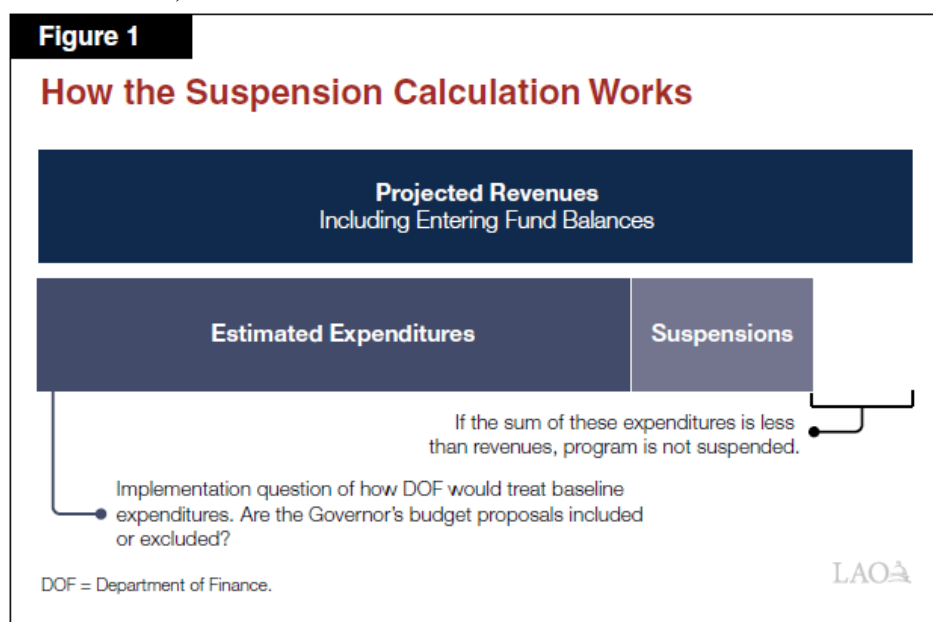 Figure 1
How the Suspension Calculation Works
Projected Revenues
Including Entering Fund Balances
Estimated Expenditures
Suspensions
If the sum of these expenditures is less
than revenues, program is not suspended.
Implementation question of how DOF would treat baseline
expenditures. Are the Governor's budget proposals included
or excluded?
DOF = Department of Finance.
LAO